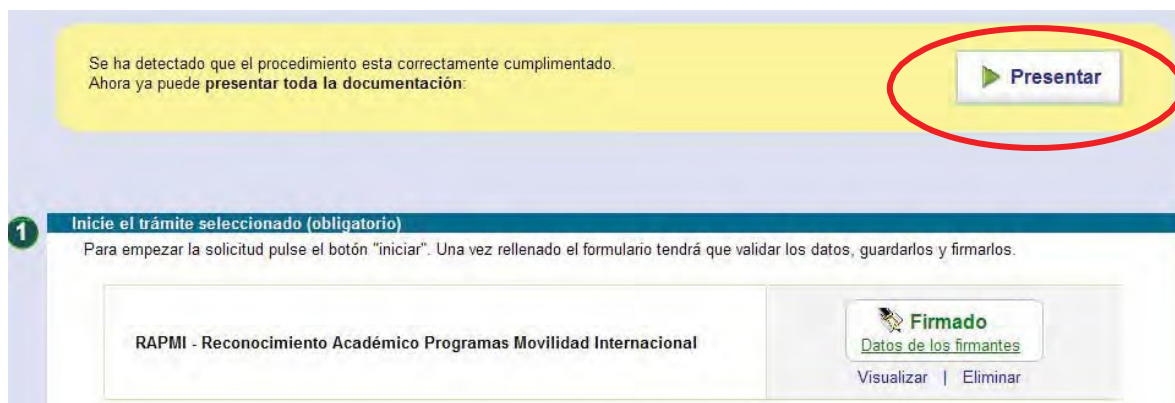 Se ha detectado que el procedimiento esta correctamente cumplimentado.
Ahora ya puede presentar toda la documentación:
Presentar
1
Inicie el trámite seleccionado (obligatorio)
Para empezar la solicitud pulse el botón "iniciar". Una vez rellenado el formulario tendrá que validar los datos, guardarlos y firmarlos.
RAPMI - Reconocimiento Académico Programas Movilidad Internacional
Firmado
Datos de los firmantes
Visualizar | Eliminar